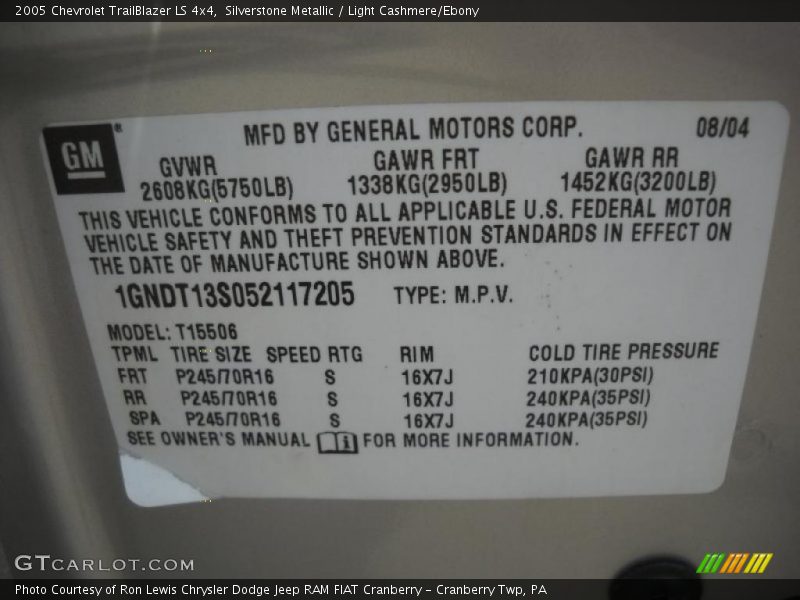 2005 Chevrolet TrailBlazer LS 4x4, Silverstone Metallic / Light Cashmere/Ebony
GM®
MFD BY GENERAL MOTORS CORP. 08/04
GVWR GAWR FRT GAWR RR
2608KG(5750LB) 1338KG(2950LB) 1452KG(3200LB)
THIS VEHICLE CONFORMS TO ALL APPLICABLE U.S. FEDERAL MOTOR
VEHICLE SAFETY AND THEFT PREVENTION STANDARDS IN EFFECT ON
THE DATE OF MANUFACTURE SHOWN ABOVE.
1GNDT13S052117205 TYPE: M.P.V.
MODEL: T15506
TPML TIRE SIZE SPEED RTG RIM COLD TIRE PRESSURE
FRT P245/70R16 S 16X7J 210KPA(30PSI)
RR P245/70R16 S 16X7J 240KPA(35PSI)
SPA P245/70R16 S 16X7J 240KPA(35PSI)
SEE OWNER'S MANUAL i FOR MORE INFORMATION.
GTCARLOT.COM
Photo Courtesy of Ron Lewis Chrysler Dodge Jeep RAM FIAT Cranberry – Cranberry Twp, PA